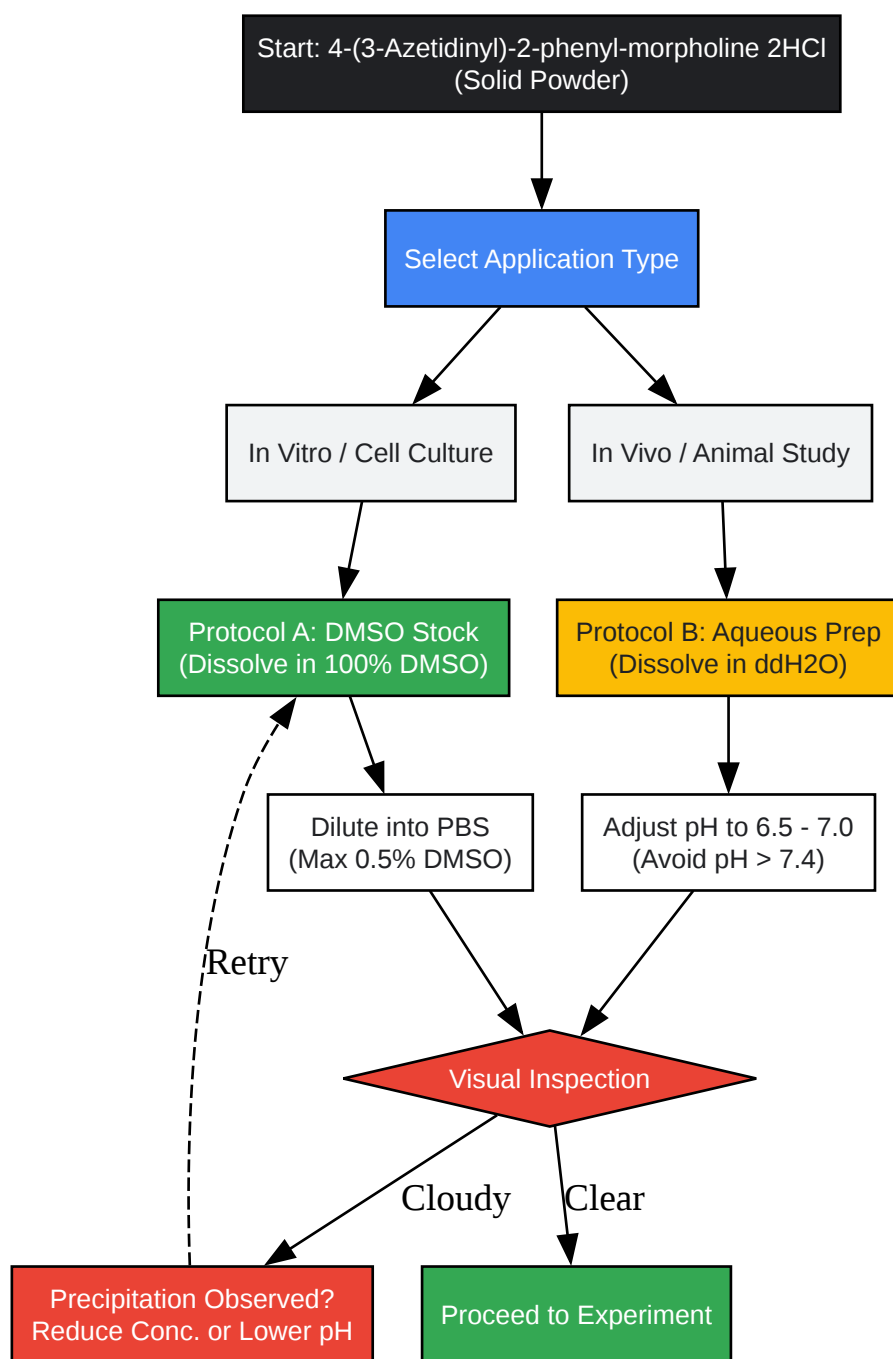 Start: 4-(3-Azetidinyl)-2-phenyl-morpholine 2HCl
(Solid Powder)
Select Application Type
In Vitro / Cell Culture
In Vivo / Animal Study
Protocol A: DMSO Stock
(Dissolve in 100% DMSO)
Protocol B: Aqueous Prep
(Dissolve in ddH2O)
Dilute into PBS
(Max 0.5% DMSO)
Adjust pH to 6.5 - 7.0
(Avoid pH > 7.4)
Retry
Visual Inspection
Cloudy
Clear
Precipitation Observed?
Reduce Conc. or Lower pH
Proceed to Experiment